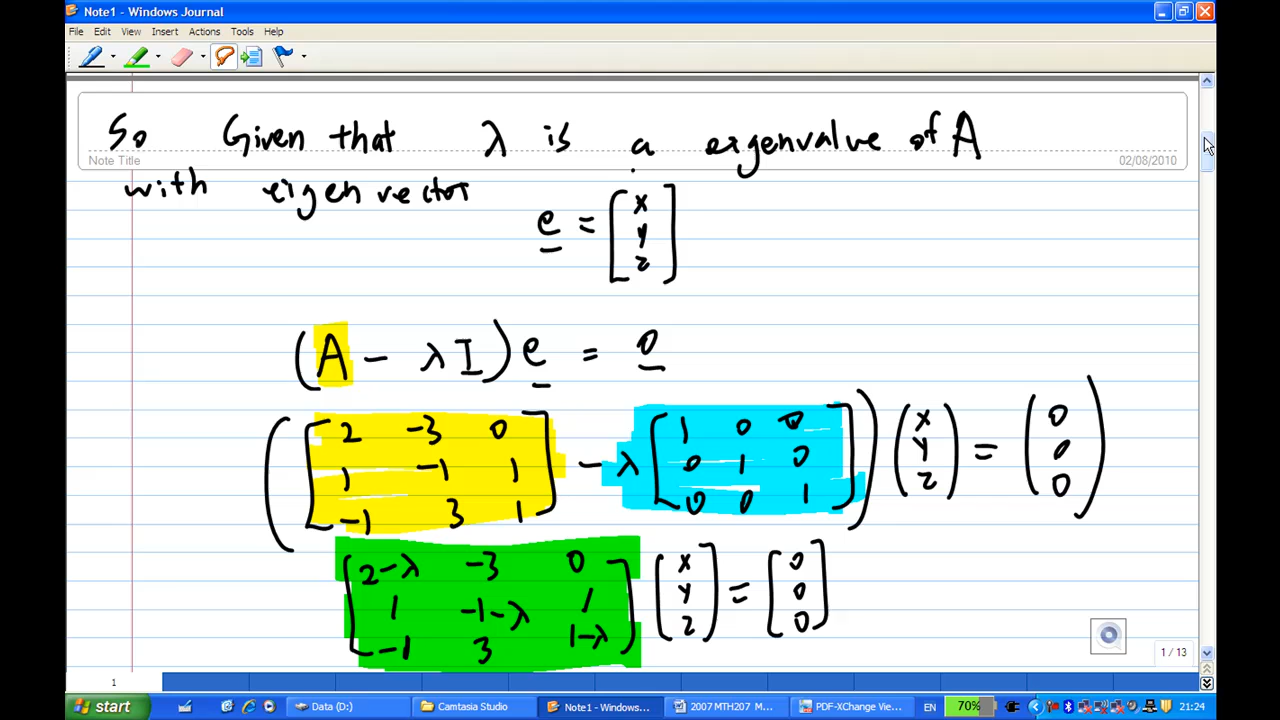 Note1 - Windows Journal
File Edit View Insert Actions Tools Help
So Given that λ is a eigenvalue of A
Note Title
02/08/2010
with eigen vector
e = [x
y
z]
(A - λI) e = 0
([2 -3 0
1 -1 1
-1 3 1] - λ [1 0 0
0 1 0
0 0 1]) (x
y
z) = (0
0
0)
[2-λ -3 0
1 -1-λ 1
-1 3 1-λ] [x
y
z] = [0
0
0]
1 / 13
1
start Data (D:) Camtasia Studio Note1 - Windows... 2007 MTH207 M... PDF-XChange Vie... EN 70% 21:24